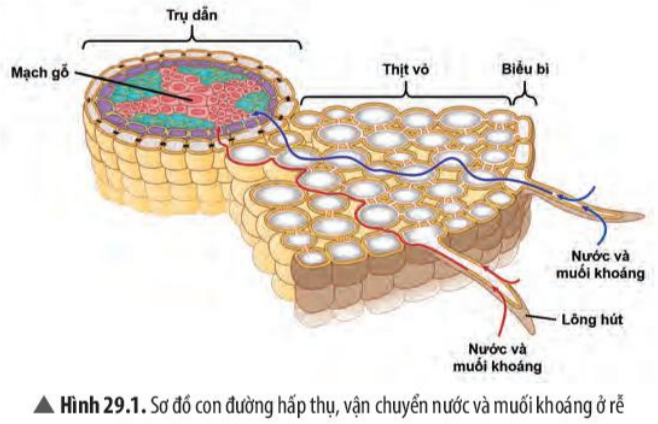 Trụ dẫn
Mạch gỗ
Thịt vỏ
Biểu bì
Nước và
muối khoáng
Lông hút
Nước và
muối khoáng
▲ Hình 29.1. Sơ đồ con đường hấp thụ, vận chuyển nước và muối khoáng ở rễ